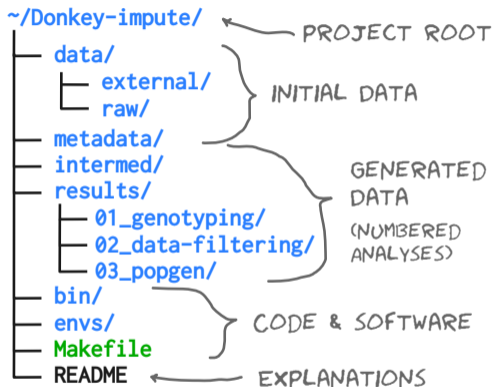 ~/Donkey-impute/
PROJECT ROOT
data/
external/
raw/
INITIAL DATA
metadata/
intermed/
results/
01_genotyping/
02_data-filtering/
03_popgen/
GENERATED
DATA
(NUMBERED
ANALYSES)
bin/
envs/
Makefile
CODE & SOFTWARE
README
EXPLANATIONS